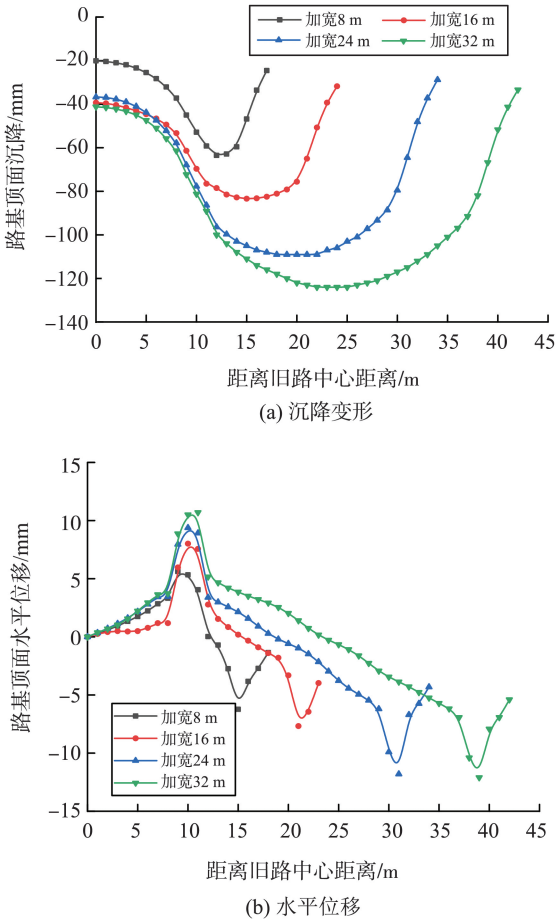 加宽8 m
加宽16 m
加宽24 m
加宽32 m
0
−20
−40
−60
−80
−100
−120
−140
路基顶面沉降/mm
0 5 10 15 20 25 30 35 40 45
距离旧路中心距离/m
(a) 沉降变形
15
10
5
0
−5
−10
−15
路基顶面水平位移/mm
加宽8 m
加宽16 m
加宽24 m
加宽32 m
0 5 10 15 20 25 30 35 40 45
距离旧路中心距离/m
(b) 水平位移